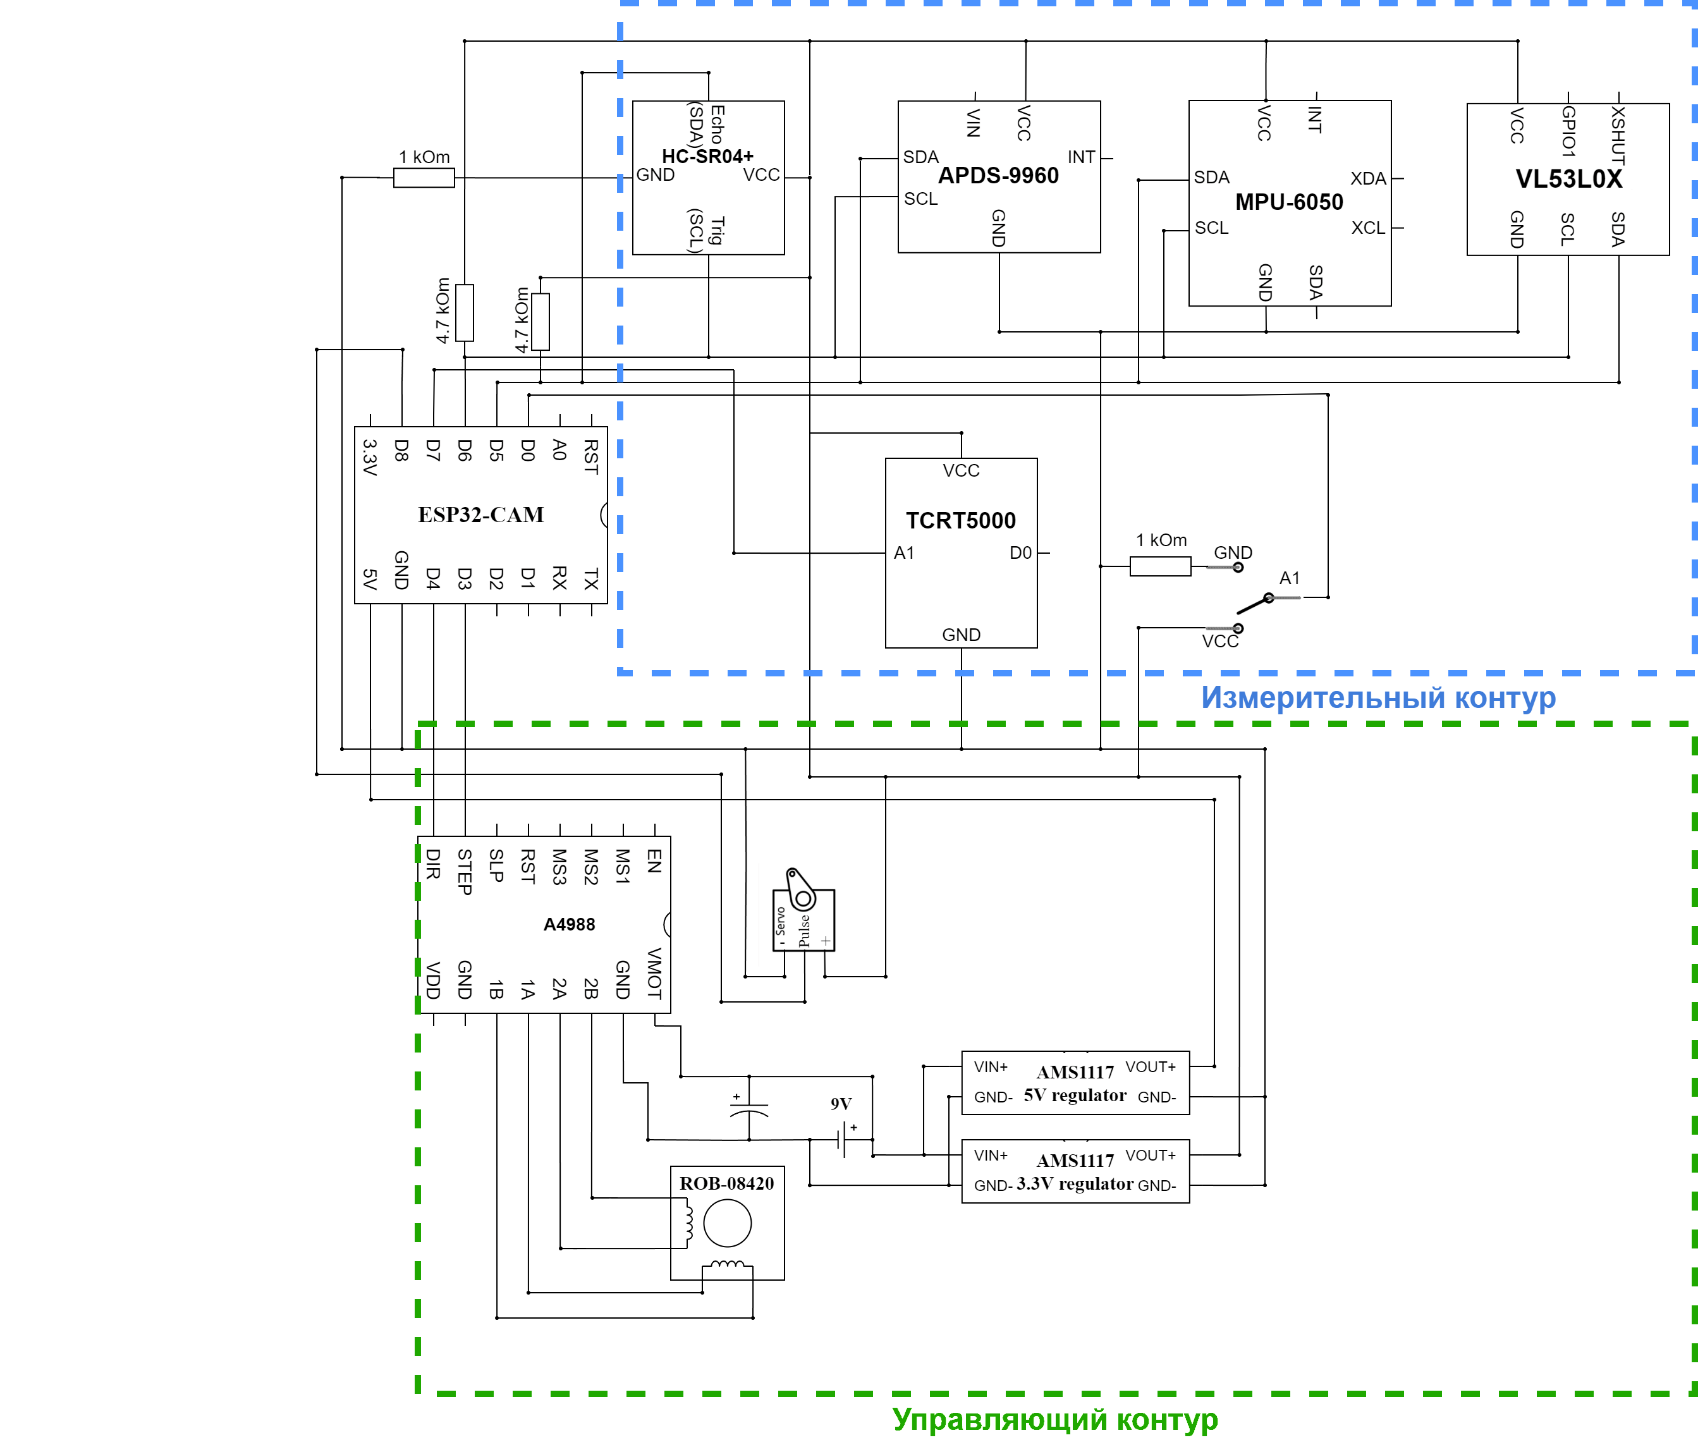 1 kOm
Echo
(SDA)
HC-SR04+
GND
VCC
Trig
(SCL)
VIN
VCC
SDA
INT
APDS-9960
SCL
GND
VCC
INT
SDA
XDA
MPU-6050
SCL
XCL
GND
SDA
VCC
GPIO1
XSHUT
VL53L0X
GND
SCL
SDA
4.7 kOm
4.7 kOm
3.3V
D8
D7
D6
D5
D0
A0
RST
ESP32-CAM
5V
GND
D4
D3
D2
D1
RX
TX
VCC
TCRT5000
A1
D0
GND
1 kOm
GND
A1
VCC
Измерительный контур
DIR
STEP
SLP
RST
MS3
MS2
MS1
EN
A4988
VDD
GND
1B
1A
2A
2B
GND
VMOT
- Servo
Pulse
+
+
9V
+
VIN+
AMS1117
VOUT+
GND-
5V regulator
GND-
VIN+
AMS1117
VOUT+
GND-
3.3V regulator
GND-
ROB-08420
Управляющий контур